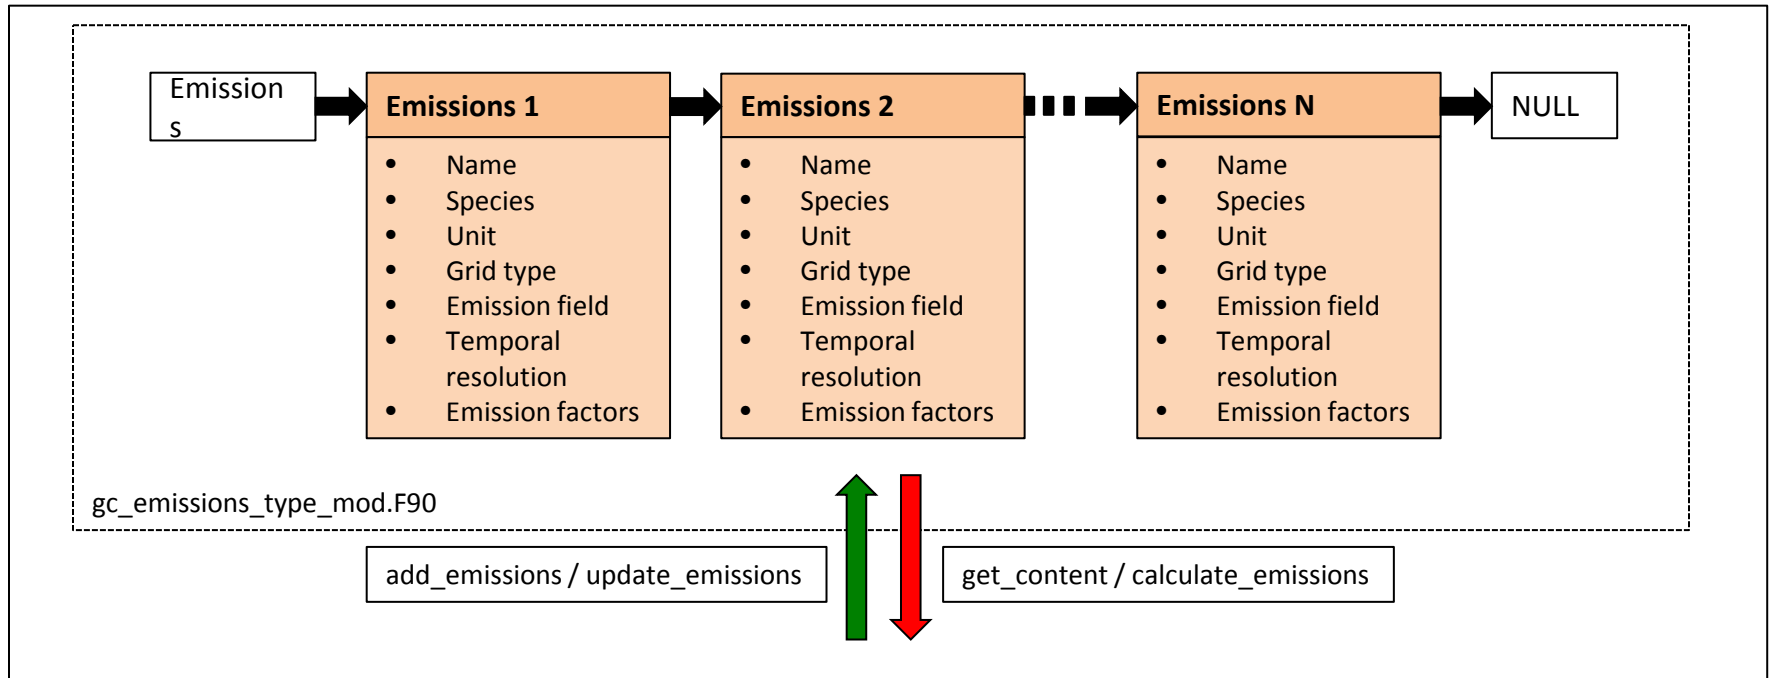 Emission
s
Emissions 1
Emissions 2
Emissions N
NULL
• Name
• Species
• Unit
• Grid type
• Emission field
• Temporal
resolution
• Emission factors
• Name
• Species
• Unit
• Grid type
• Emission field
• Temporal
resolution
• Emission factors
• Name
• Species
• Unit
• Grid type
• Emission field
• Temporal
resolution
• Emission factors
gc_emissions_type_mod.F90
add_emissions / update_emissions
get_content / calculate_emissions